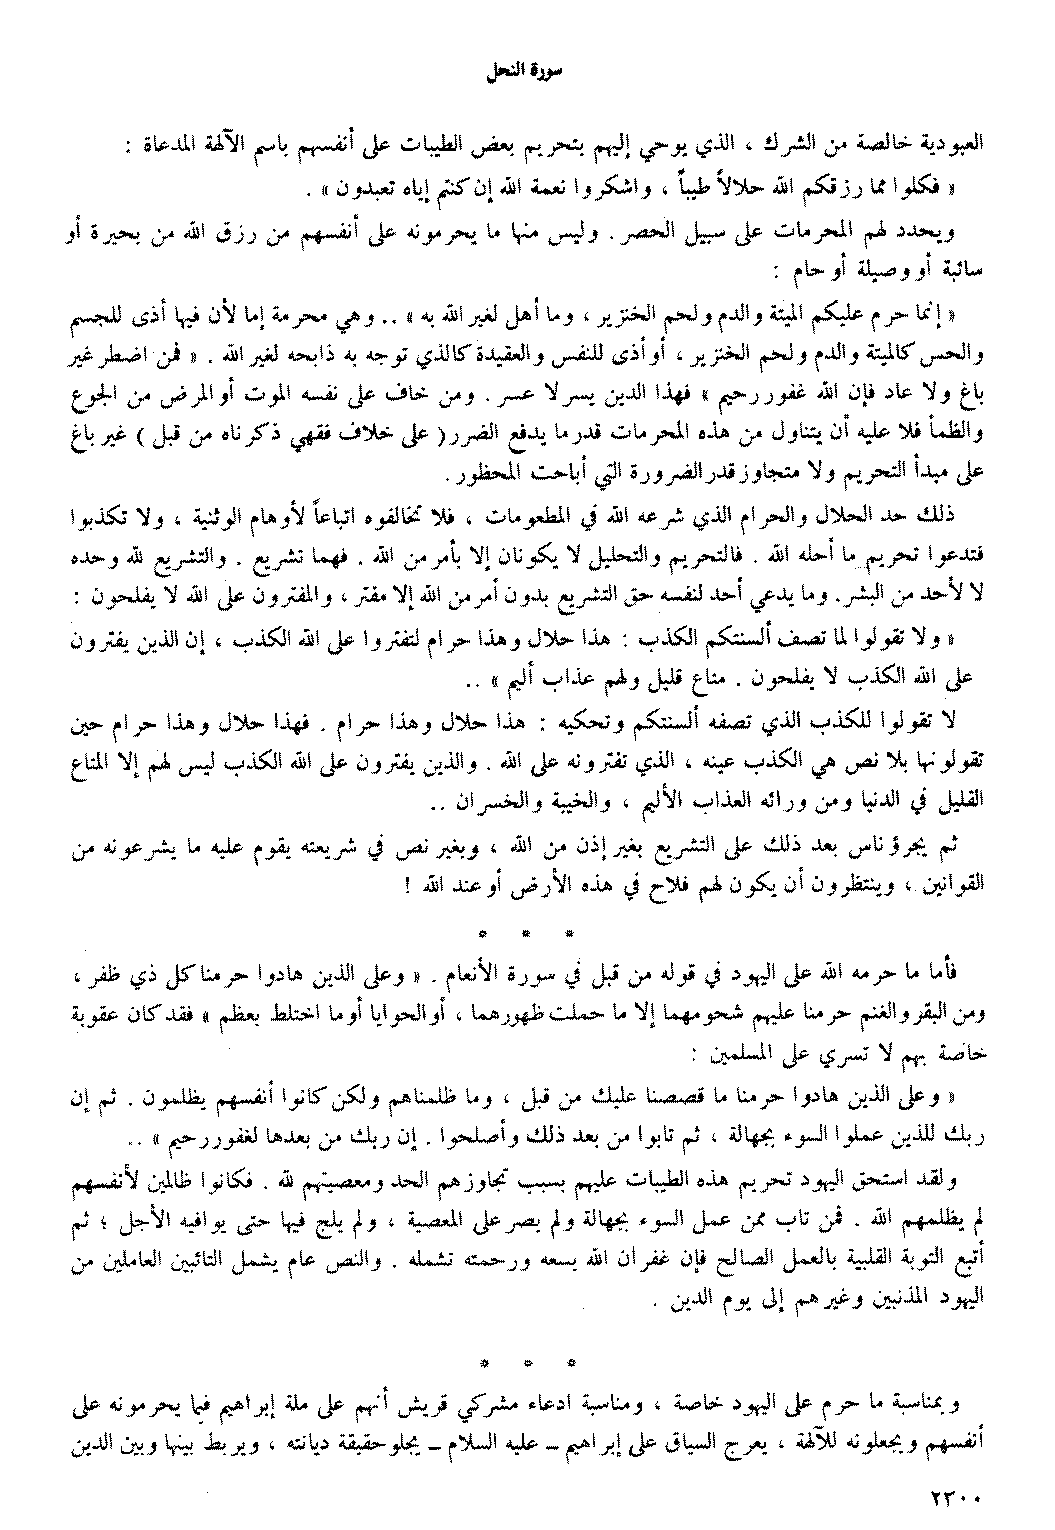 سورة النحل
العبودية خالصة من الشرك ، الذي يوحي إليهم بتحريم بعض الطيبات على أنفسهم باسم الآلهة المدعاة :
« فكلوا مما رزقكم الله حلالاً طيباً ، واشكروا نعمة الله إن كنتم إياه تعبدون » .
ويحدد لهم المحرمات على سبيل الحصر . وليس منها ما يحرمونه على أنفسهم من رزق الله من بحيرة أو
سائبة أو وصيلة أو حام :
« إنما حرم عليكم الميتة والدم ولحم الخنزير ، وما أهل لغير الله به » .. وهي محرمة إما لأن فيها أذى للجسم
والحس كالميتة والدم ولحم الخنزير ، أو أذى للنفس والعقيدة كالذي توجه به ذابحه لغير الله . « فمن اضطر غير
باغ ولا عاد فإن الله غفور رحيم » فهذا الدين يسر لا عسر . ومن خاف على نفسه الموت أو المرض من الجوع
والظمأ فلا عليه أن يتناول من هذه المحرمات قدر ما يدفع الضرر ( على خلاف فقهي ذكرناه من قبل ) غير باغ
على مبدأ التحريم ولا متجاوز قدر الضرورة التي أباحت المحظور .
ذلك حد الحلال والحرام الذي شرعه الله في المطعومات ، فلا تخالفوه اتباعاً لأوهام الوثنية ، ولا تكذبوا
فتدعوا تحريم ما أحله الله . فالتحريم والتحليل لا يكونان إلا بأمر من الله . فهما تشريع . والتشريع لله وحده
لا لأحد من البشر. وما يدعي أحد لنفسه حق التشريع بدون أمر من الله إلا مفتر ، والمفترون على الله لا يفلحون :
« ولا تقولوا لما تصف ألسنتكم الكذب : هذا حلال وهذا حرام لتفتروا على الله الكذب ، إن الذين يفترون
على الله الكذب لا يفلحون . متاع قليل ولهم عذاب أليم » ..
لا تقولوا للكذب الذي تصفه ألسنتكم وتحكيه : هذا حلال وهذا حرام . فهذا حلال وهذا حرام حين
تقولونها بلا نص هي الكذب عينه ، الذي تفترونه على الله . والذين يفترون على الله الكذب ليس لهم إلا المتاع
القليل في الدنيا ومن ورائه العذاب الأليم ، والخيبة والخسران ..
ثم يجرؤ ناس بعد ذلك على التشريع بغير إذن من الله ، وبغير نص في شريعته يقوم عليه ما يشرعونه من
القوانين ، وينتظرون أن يكون لهم فلاح في هذه الأرض أو عند الله !
* * *
فأما ما حرمه الله على اليهود في قوله من قبل في سورة الأنعام . « وعلى الذين هادوا حرمنا كل ذي ظفر ،
ومن البقر والغنم حرمنا عليهم شحومهما إلا ما حملت ظهورهما ، أو الحوايا أو ما اختلط بعظم » فقد كان عقوبة
خاصة بهم لا تسري على المسلمين :
« وعلى الذين هادوا حرمنا ما قصصنا عليك من قبل ، وما ظلمناهم ولكن كانوا أنفسهم يظلمون . ثم إن
ربك للذين عملوا السوء بجهالة ، ثم تابوا من بعد ذلك وأصلحوا . إن ربك من بعدها لغفور رحيم » ..
ولقد استحق اليهود تحريم هذه الطيبات عليهم بسبب تجاوزهم الحد ومعصيتهم لله . فكانوا ظالمين لأنفسهم
لم يظلمهم الله . فمن تاب ممن عمل السوء بجهالة ولم يصر على المعصية ، ولم يلج فيها حتى يوافيه الأجل ؛ ثم
أتبع التوبة القلبية بالعمل الصالح فإن غفران الله يسعه ورحمته تشمله . والنص عام يشمل التائبين العاملين من
اليهود المذنبين وغيرهم إلى يوم الدين .
* * *
وبمناسبة ما حرم على اليهود خاصة ، ومناسبة ادعاء مشركي قريش أنهم على ملة إبراهيم فيما يحرمونه على
أنفسهم ويجعلونه للآلهة ، يعرج السياق على إبراهيم – عليه السلام – يجلو حقيقة ديانته ، ويربط بينها وبين الدين
٢٣٠٠